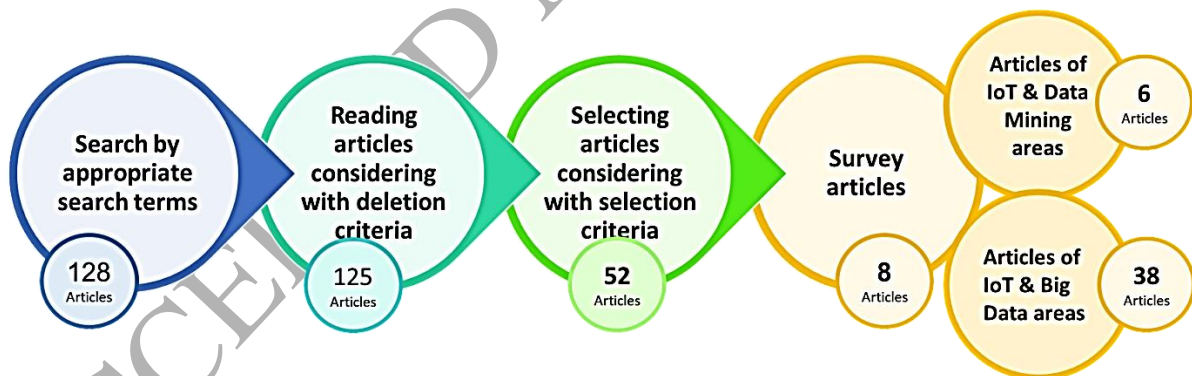 Search by
appropriate
search terms
128
Articles
Reading
articles
considering
with deletion
criteria
125
Articles
Selecting
articles
considering
with selection
criteria
52
Articles
Survey
articles
8
Articles
Articles of
IoT & Data
Mining
areas
6
Articles
Articles of
IoT & Big
Data areas
38
Articles